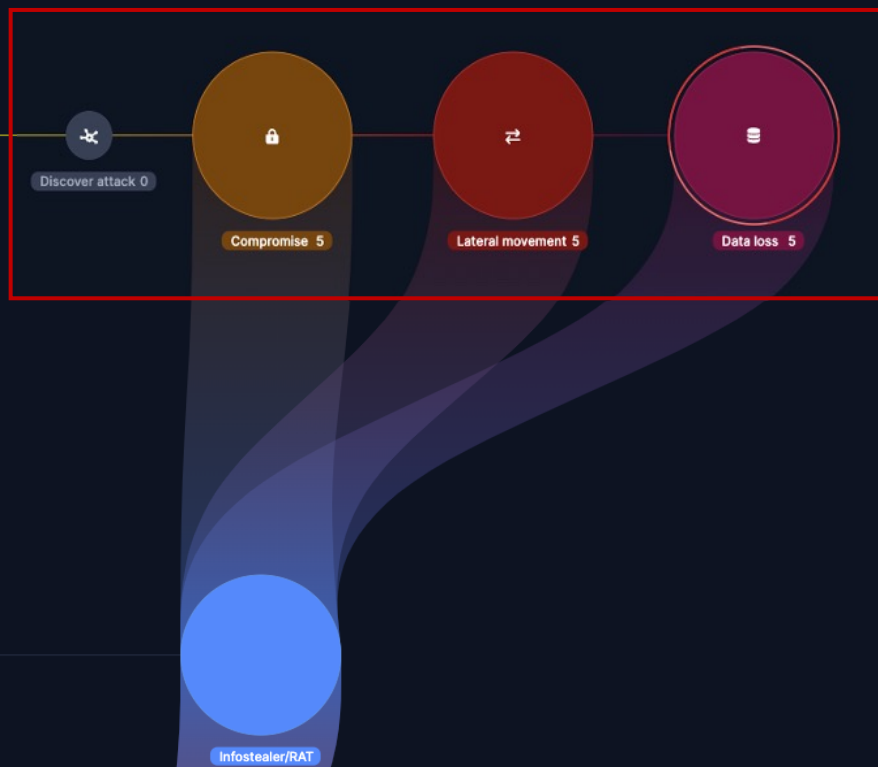 Discover attack 0
Compromise 5
Lateral movement 5
Data loss 5
Infostealer/RAT